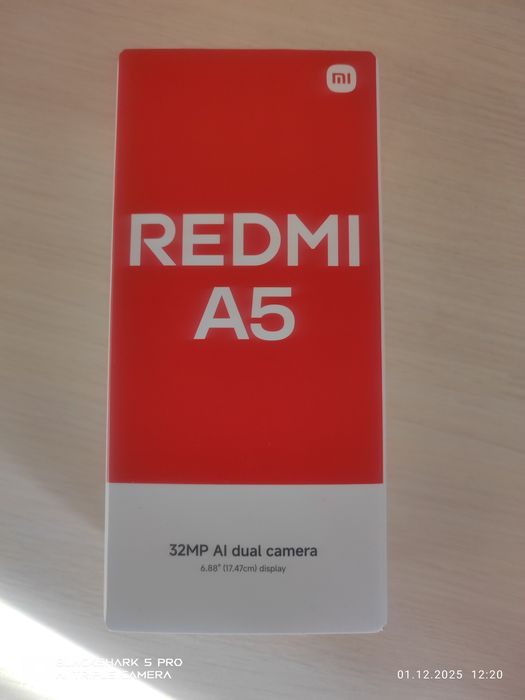 mi
REDMI
A5
32MP AI dual camera
6.88" (17.47cm) display
BLACKSHARK 5 PRO
AI TRIPLE CAMERA
01.12.2025 12:20